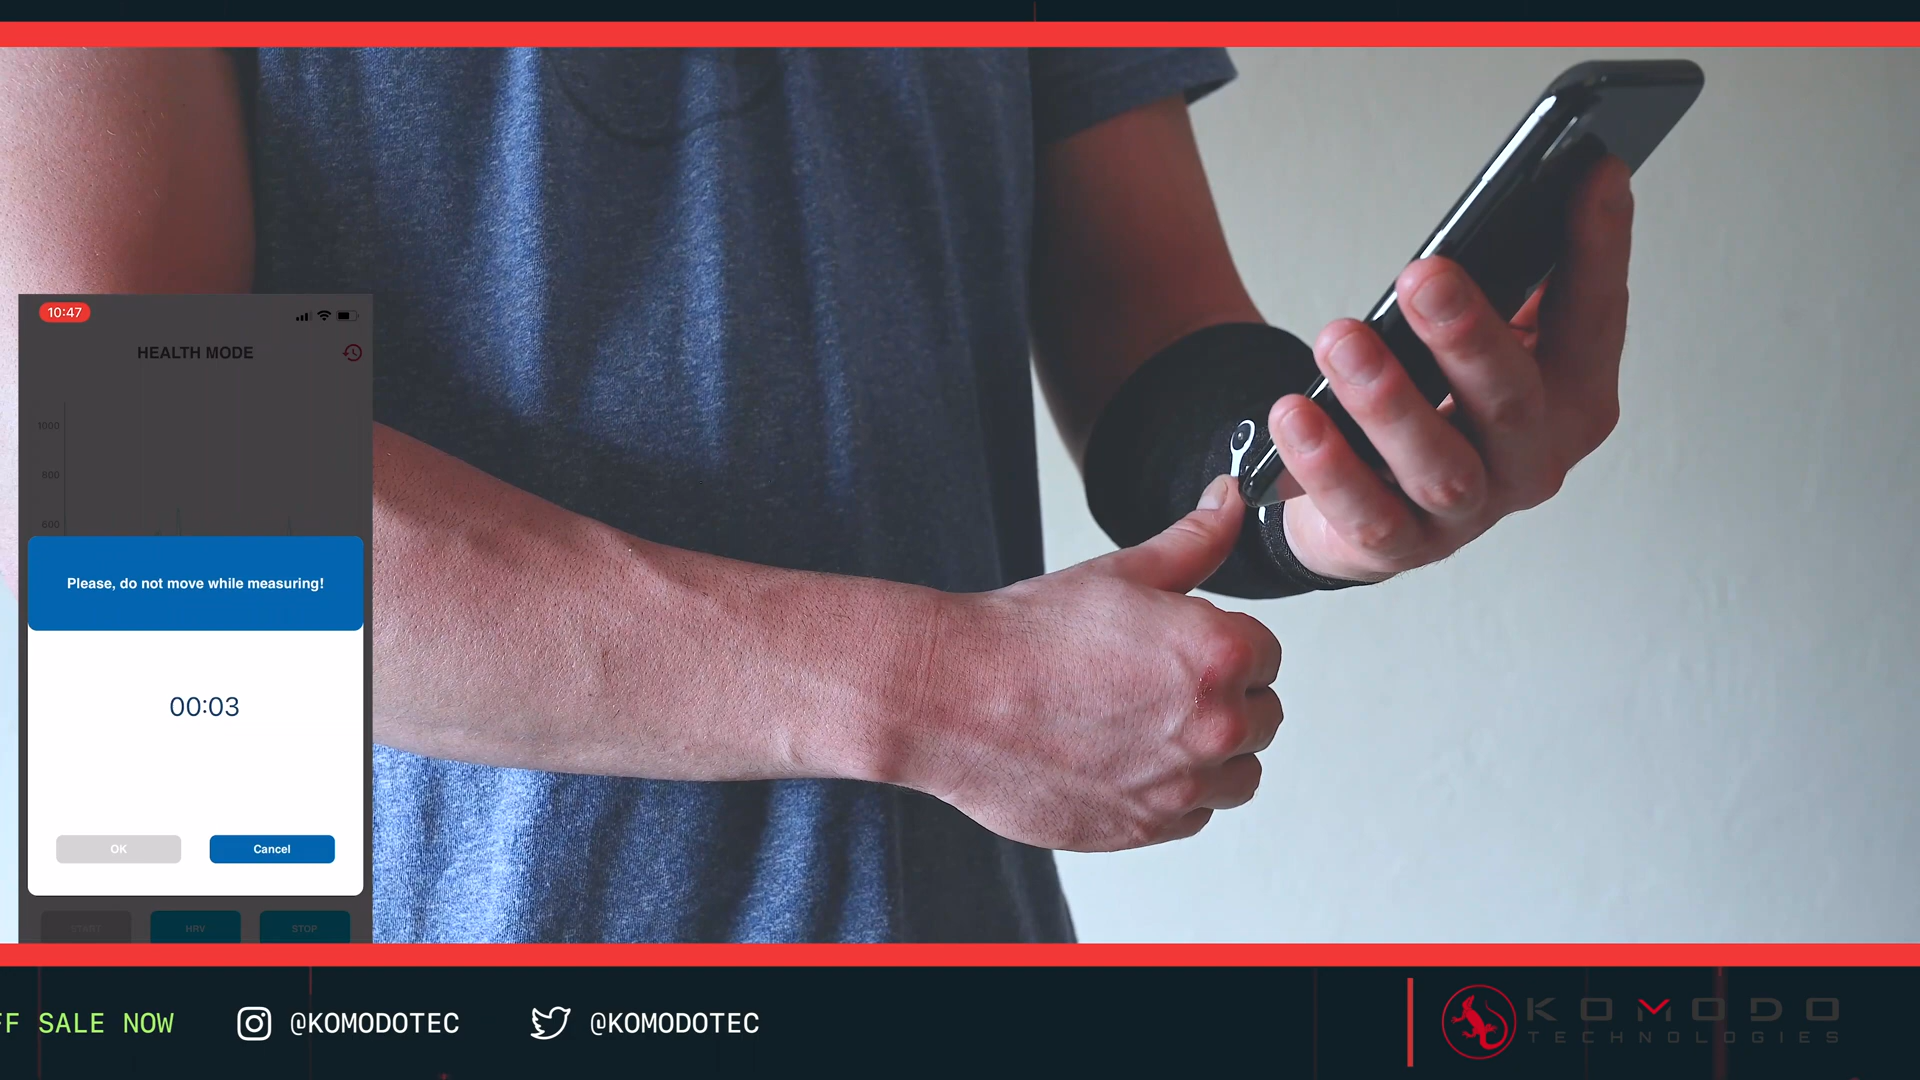 10:47
HEALTH MODE
1000
800
600
Please, do not move while measuring!
00:03
OK
Cancel
START
HRV
STOP
SALE NOW
@KOMODOTEC
@KOMODOTEC
KOMODO
TECHNOLOGIES